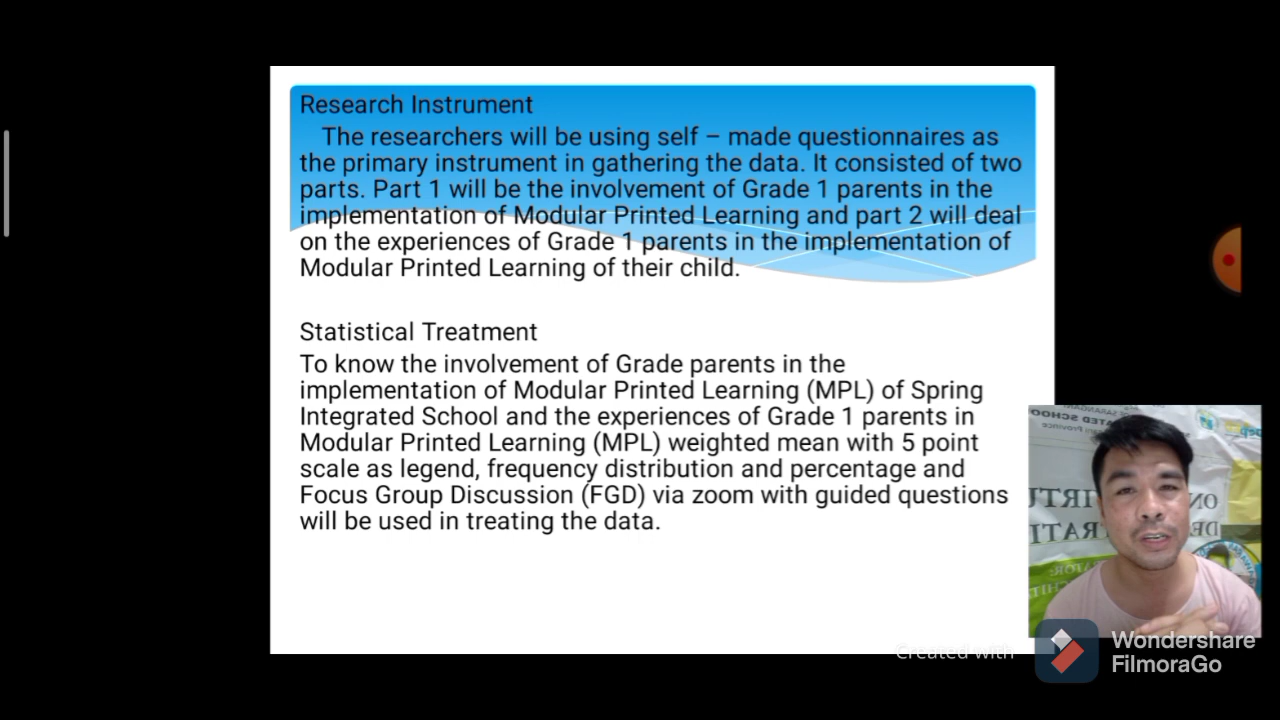 Research Instrument
The researchers will be using self – made questionnaires as
the primary instrument in gathering the data. It consisted of two
parts. Part 1 will be the involvement of Grade 1 parents in the
implementation of Modular Printed Learning and part 2 will deal
on the experiences of Grade 1 parents in the implementation of
Modular Printed Learning of their child.
Statistical Treatment
To know the involvement of Grade parents in the
implementation of Modular Printed Learning (MPL) of Spring
Integrated School and the experiences of Grade 1 parents in
Modular Printed Learning (MPL) weighted mean with 5 point
scale as legend, frequency distribution and percentage and
Focus Group Discussion (FGD) via zoom with guided questions
will be used in treating the data.
Created with
Wondershare
FilmoraGo